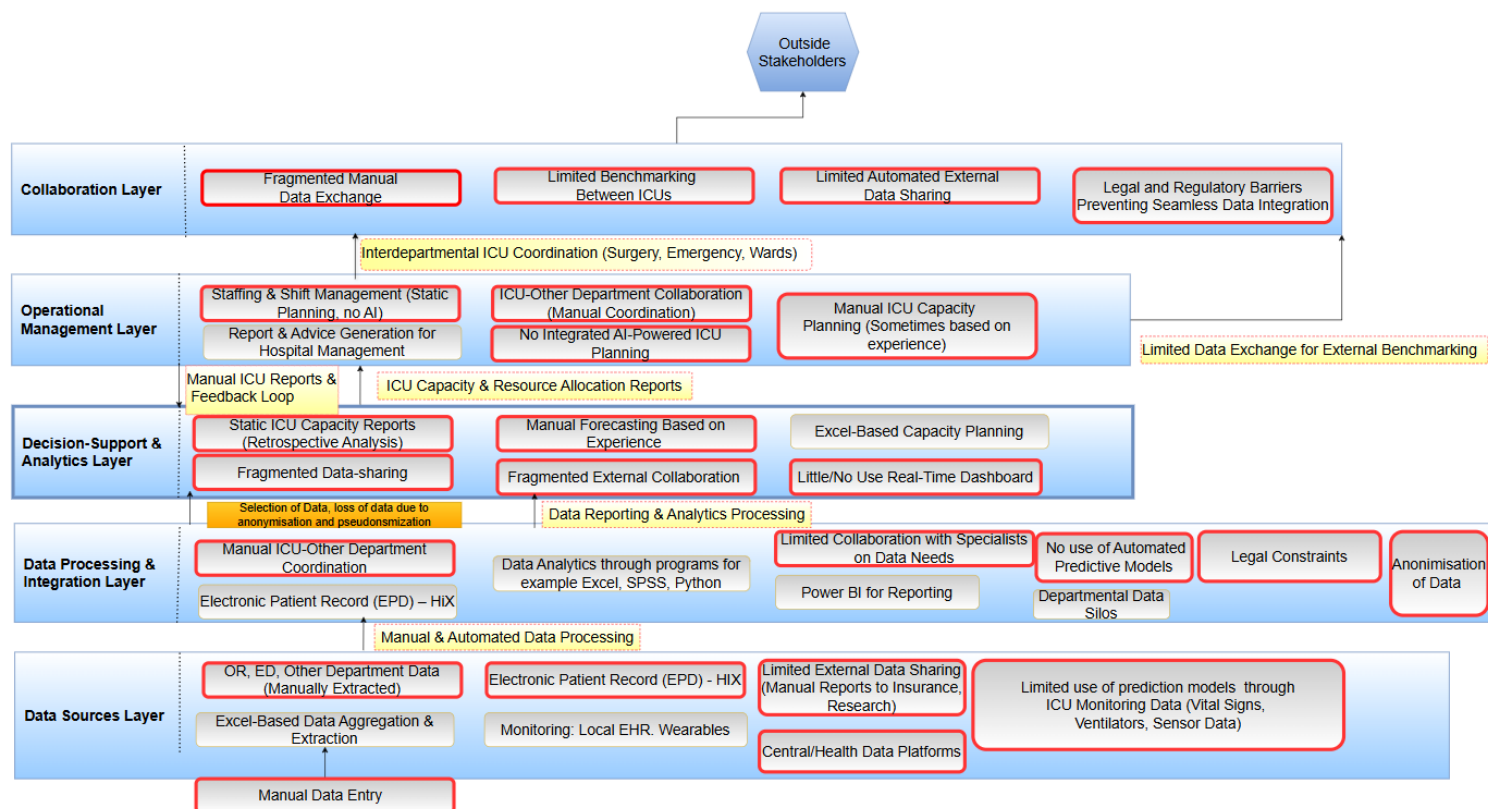 Outside
Stakeholders
Collaboration Layer
Fragmented Manual
Data Exchange
Limited Benchmarking
Between ICUs
Limited Automated External
Data Sharing
Legal and Regulatory Barriers
Preventing Seamless Data Integration
Interdepartmental ICU Coordination (Surgery, Emergency, Wards)
Operational
Management Layer
Staffing & Shift Management (Static
Planning, no AI)
Report & Advice Generation for
Hospital Management
ICU-Other Department Collaboration
(Manual Coordination)
No Integrated AI-Powered ICU
Planning
Manual ICU Capacity
Planning (Sometimes based on
experience)
Limited Data Exchange for External Benchmarking
Manual ICU Reports &
Feedback Loop
ICU Capacity & Resource Allocation Reports
Decision-Support &
Analytics Layer
Static ICU Capacity Reports
(Retrospective Analysis)
Fragmented Data-sharing
Manual Forecasting Based on
Experience
Fragmented External Collaboration
Excel-Based Capacity Planning
Little/No Use Real-Time Dashboard
Selection of Data, loss of data due to
anonymisation and pseudonsmization
Data Reporting & Analytics Processing
Data Processing &
Integration Layer
Manual ICU-Other Department
Coordination
Electronic Patient Record (EPD) – HiX
Data Analytics through programs for
example Excel, SPSS, Python
Limited Collaboration with Specialists
on Data Needs
Power BI for Reporting
No use of Automated
Predictive Models
Departmental Data
Silos
Legal Constraints
Anonimisation
of Data
Manual & Automated Data Processing
Data Sources Layer
OR, ED, Other Department Data
(Manually Extracted)
Excel-Based Data Aggregation &
Extraction
Electronic Patient Record (EPD) - HIX
Monitoring: Local EHR. Wearables
Limited External Data Sharing
(Manual Reports to Insurance,
Research)
Central/Health Data Platforms
Limited use of prediction models through
ICU Monitoring Data (Vital Signs,
Ventilators, Sensor Data)
Manual Data Entry